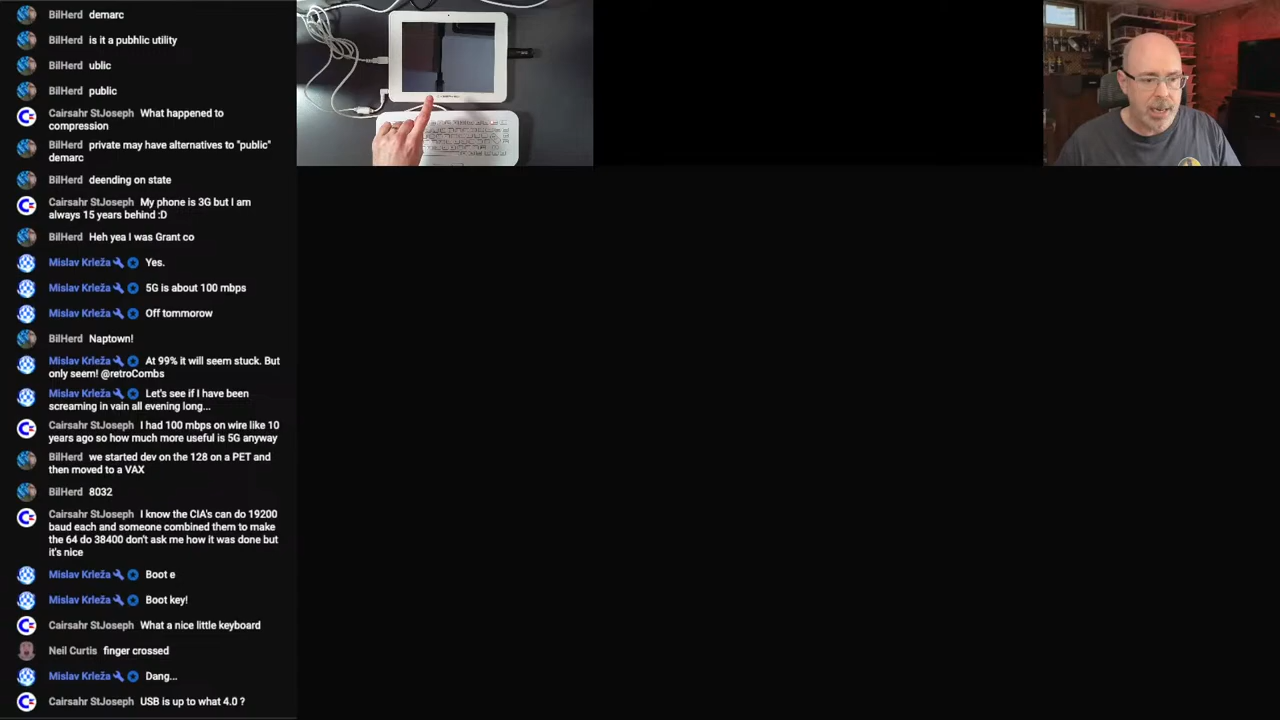 BilHerd demarc
BilHerd is it a pubhlic utility
BilHerd ublic
BilHerd public
Cairsahr StJoseph What happened to
compression
BilHerd private may have alternatives to "public"
demarc
BilHerd deending on state
Cairsahr StJoseph My phone is 3G but I am
always 15 years behind :D
BilHerd Heh yea I was Grant co
Mislav Krleža Yes.
Mislav Krleža 5G is about 100 mbps
Mislav Krleža Off tommorow
BilHerd Naptown!
Mislav Krleža At 99% it will seem stuck. But
only seem! @retroCombs
Mislav Krleža Let's see if I have been
screaming in vain all evening long...
Cairsahr StJoseph I had 100 mbps on wire like 10
years ago so how much more useful is 5G anyway
BilHerd we started dev on the 128 on a PET and
then moved to a VAX
BilHerd 8032
Cairsahr StJoseph I know the CIA's can do 19200
baud each and someone combined them to make
the 64 do 38400 don't ask me how it was done but
it's nice
Mislav Krleža Boot e
Mislav Krleža Boot key!
Cairsahr StJoseph What a nice little keyboard
Neil Curtis finger crossed
Mislav Krleža Dang...
Cairsahr StJoseph USB is up to what 4.0 ?